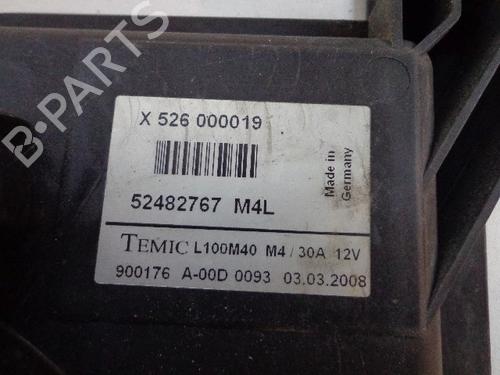 X 526 000019
52482767 M4L
Made in
Germany
TEMIC L100M40 M4 / 30A 12V
900176 A-00D 0093 03.03.2008
B-PARTS